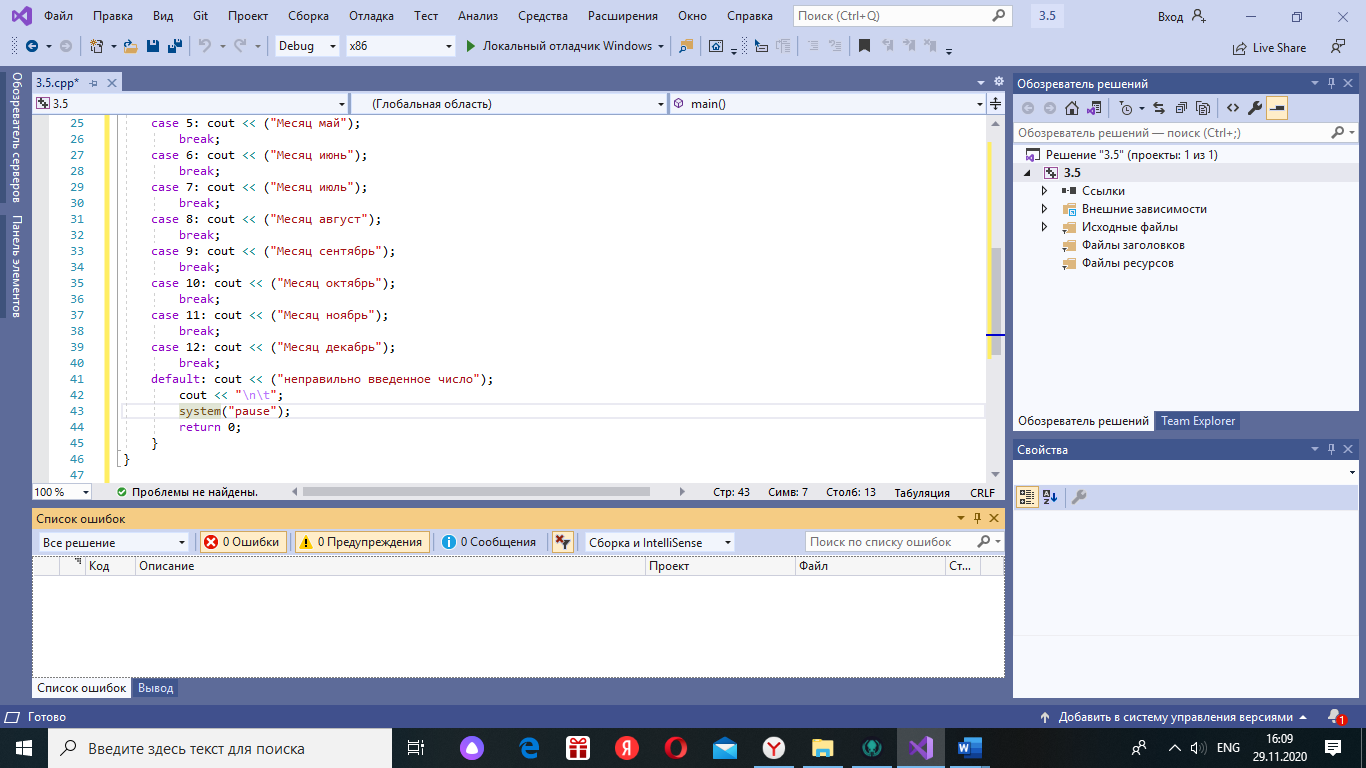 Файл Правка Вид Git Проект Сборка Отладка Тест Анализ Средства Расширения Окно Справка Поиск (Ctrl+Q) 3.5 Вход
Debug x86 Локальный отладчик Windows Live Share
Обозреватель серверов
Панель элементов
3.5.cpp*
3.5 (Глобальная область) main()
25 case 5: cout << ("Месяц май");
26 break;
27 case 6: cout << ("Месяц июнь");
28 break;
29 case 7: cout << ("Месяц июль");
30 break;
31 case 8: cout << ("Месяц август");
32 break;
33 case 9: cout << ("Месяц сентябрь");
34 break;
35 case 10: cout << ("Месяц октябрь");
36 break;
37 case 11: cout << ("Месяц ноябрь");
38 break;
39 case 12: cout << ("Месяц декабрь");
40 break;
41 default: cout << ("неправильно введенное число");
42 cout << "\n\t";
43 system("pause");
44 return 0;
45 }
46 }
47
100 % Проблемы не найдены. Стр: 43 Симв: 7 Столб: 13 Табуляция CRLF
Список ошибок
Все решение 0 Ошибки 0 Предупреждения 0 Сообщения Сборка и IntelliSense Поиск по списку ошибок
Код Описание Проект Файл Ст...
Список ошибок Вывод
Обозреватель решений
Обозреватель решений — поиск (Ctrl+;)
Решение "3.5" (проекты: 1 из 1)
3.5
Ссылки
Внешние зависимости
Исходные файлы
Файлы заголовков
Файлы ресурсов
Обозреватель решений Team Explorer
Свойства
Готово Добавить в систему управления версиями 1
Введите здесь текст для поиска ENG 16:09
29.11.2020